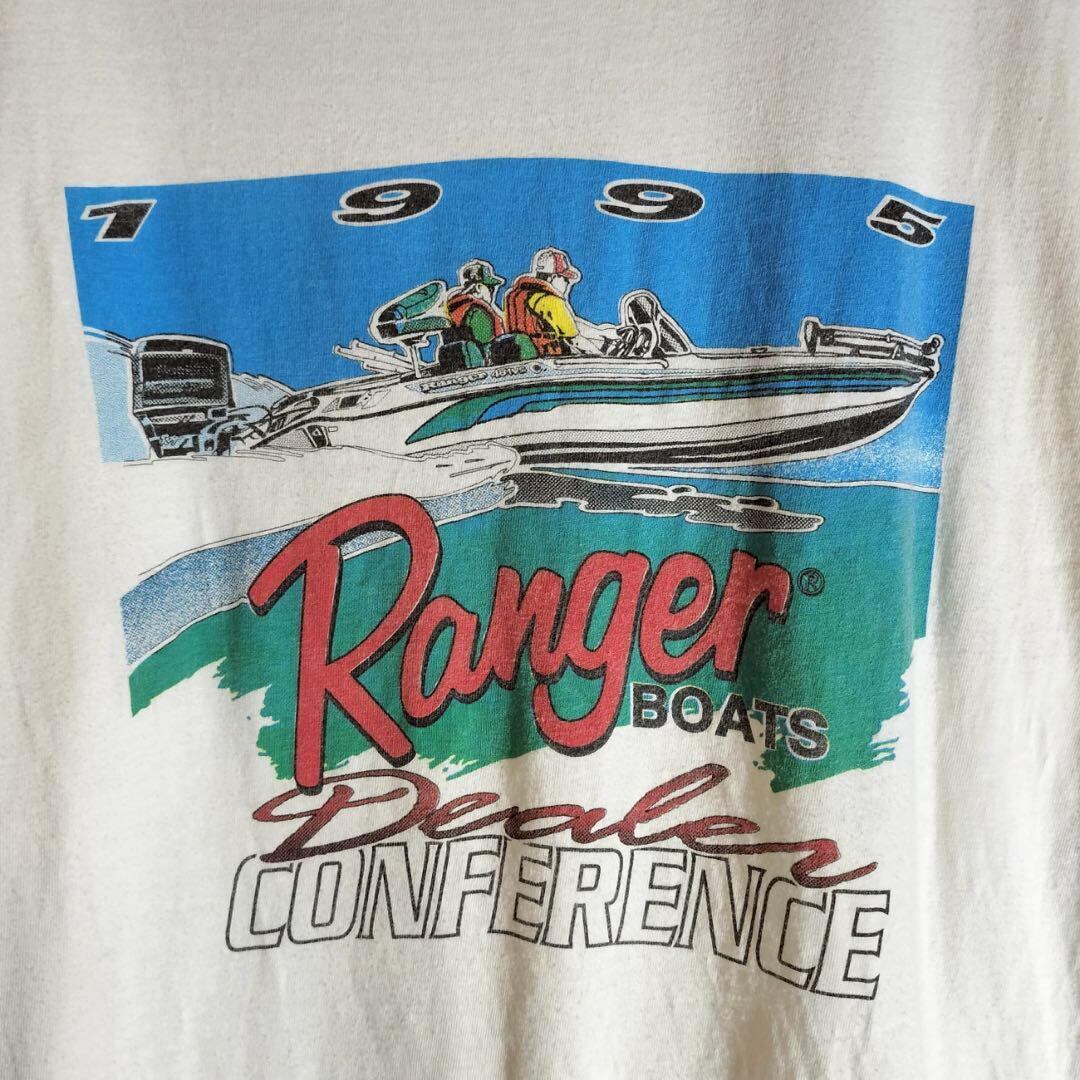 1995
Ranger®
BOATS
Dealer
CONFERENCE